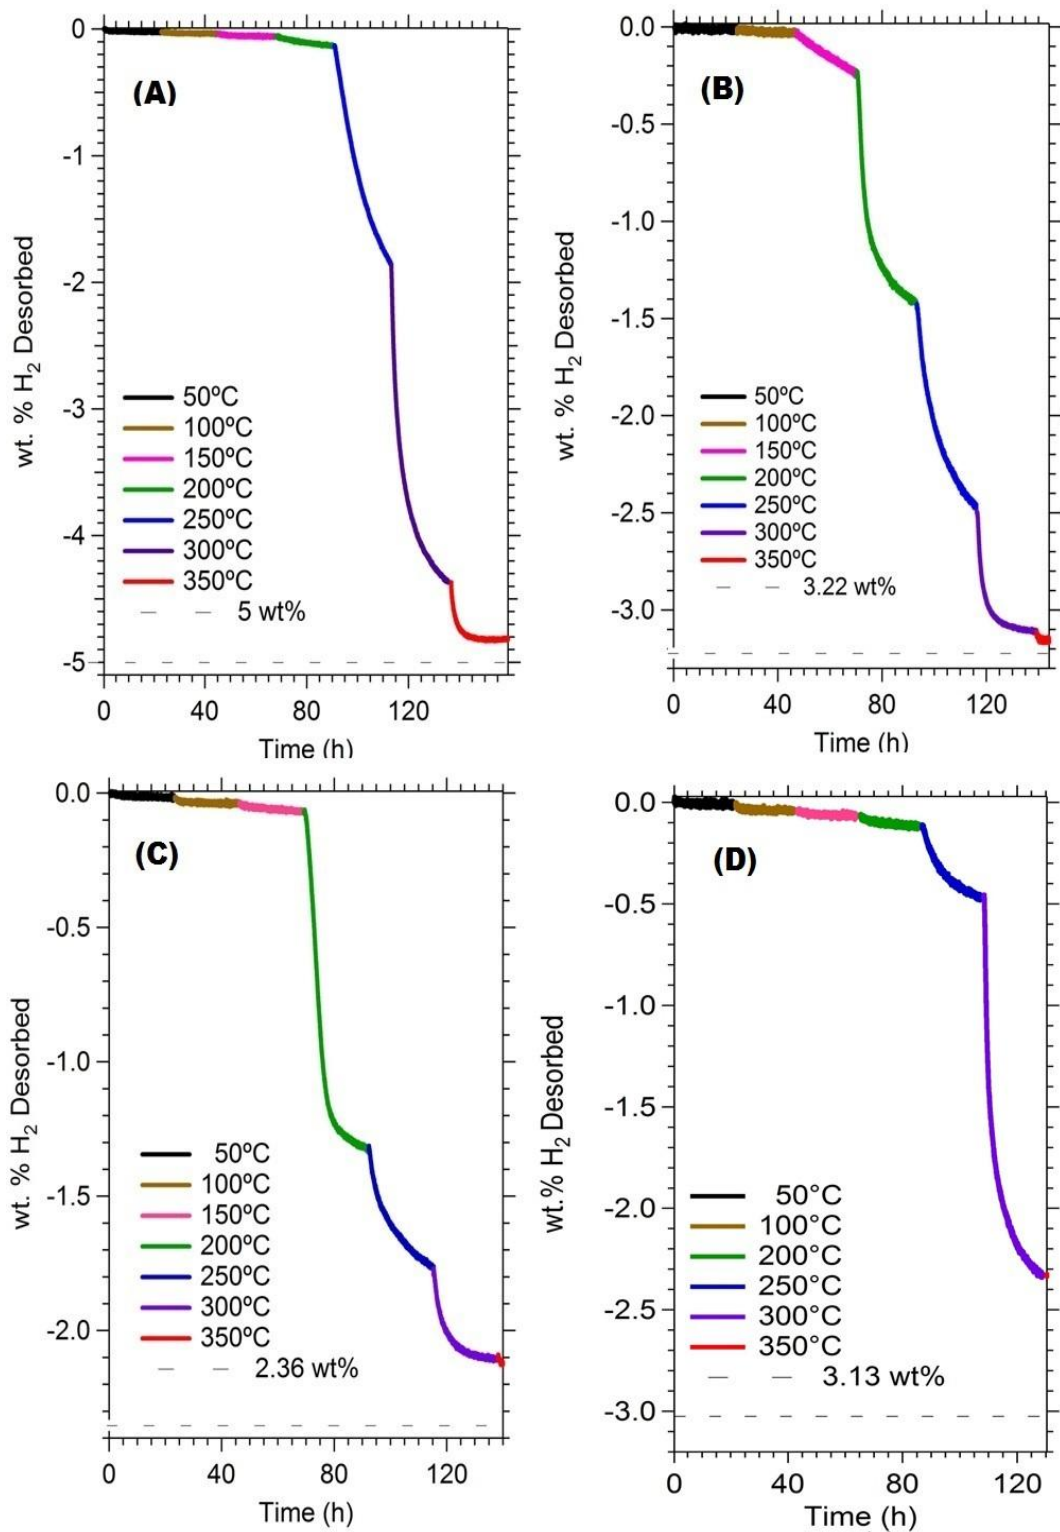 (A)
0
-1
-2
-3
-4
-5
wt. % H2 Desorbed
50ºC
100ºC
150ºC
200ºC
250ºC
300ºC
350ºC
5 wt%
0 40 80 120
Time (h)
(B)
0.0
-0.5
-1.0
-1.5
-2.0
-2.5
-3.0
wt. % H2 Desorbed
50ºC
100ºC
150ºC
200ºC
250ºC
300ºC
350ºC
3.22 wt%
0 40 80 120
Time (h)
(C)
0.0
-0.5
-1.0
-1.5
-2.0
wt. % H2 Desorbed
50ºC
100ºC
150ºC
200ºC
250ºC
300ºC
350ºC
2.36 wt%
0 40 80 120
Time (h)
(D)
0.0
-0.5
-1.0
-1.5
-2.0
-2.5
-3.0
wt.% H2 Desorbed
50°C
100°C
200°C
250°C
300°C
350°C
3.13 wt%
0 40 80 120
Time (h)